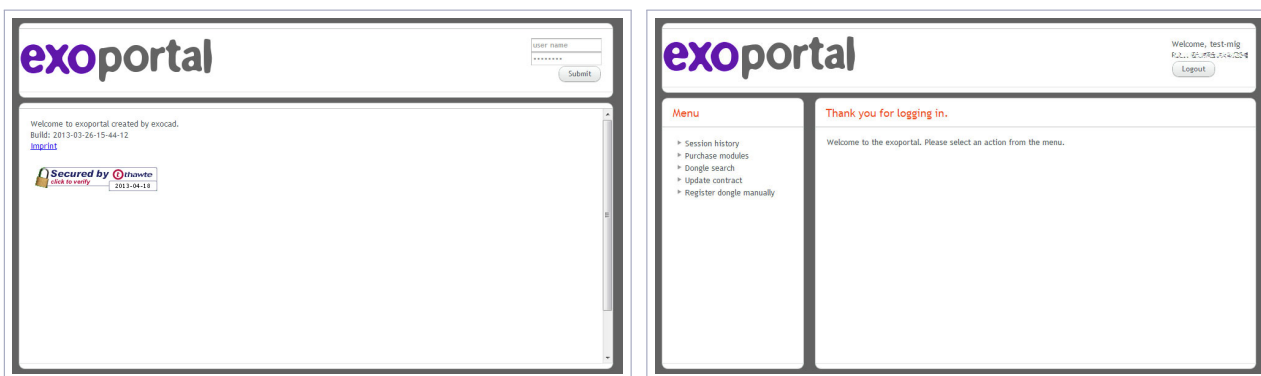 exoportal
user name
••••••••
Submit
Welcome to exoportal created by exocad.
Build: 2013-03-26-15-44-12
Imprint
Secured by thawte
click to verify
2013-04-18
exoportal
Welcome, test-mig
Logout
Menu
Session history
Purchase modules
Dongle search
Update contract
Register dongle manually
Thank you for logging in.
Welcome to the exoportal. Please select an action from the menu.